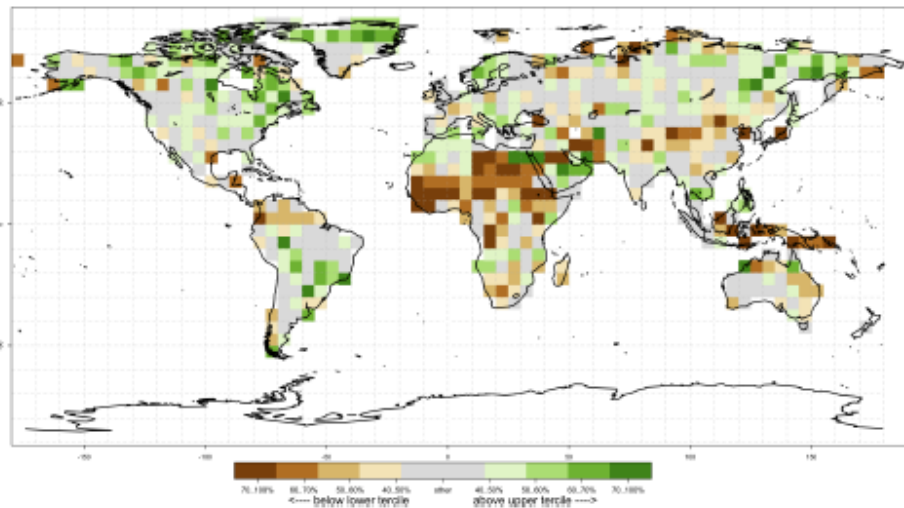 -150 -100 -50 0 50 100 150
70..100% 60..70% 50..60% 40..50% other 40..50% 50..60% 60..70% 70..100%
<---- below lower tercile above upper tercile ---->